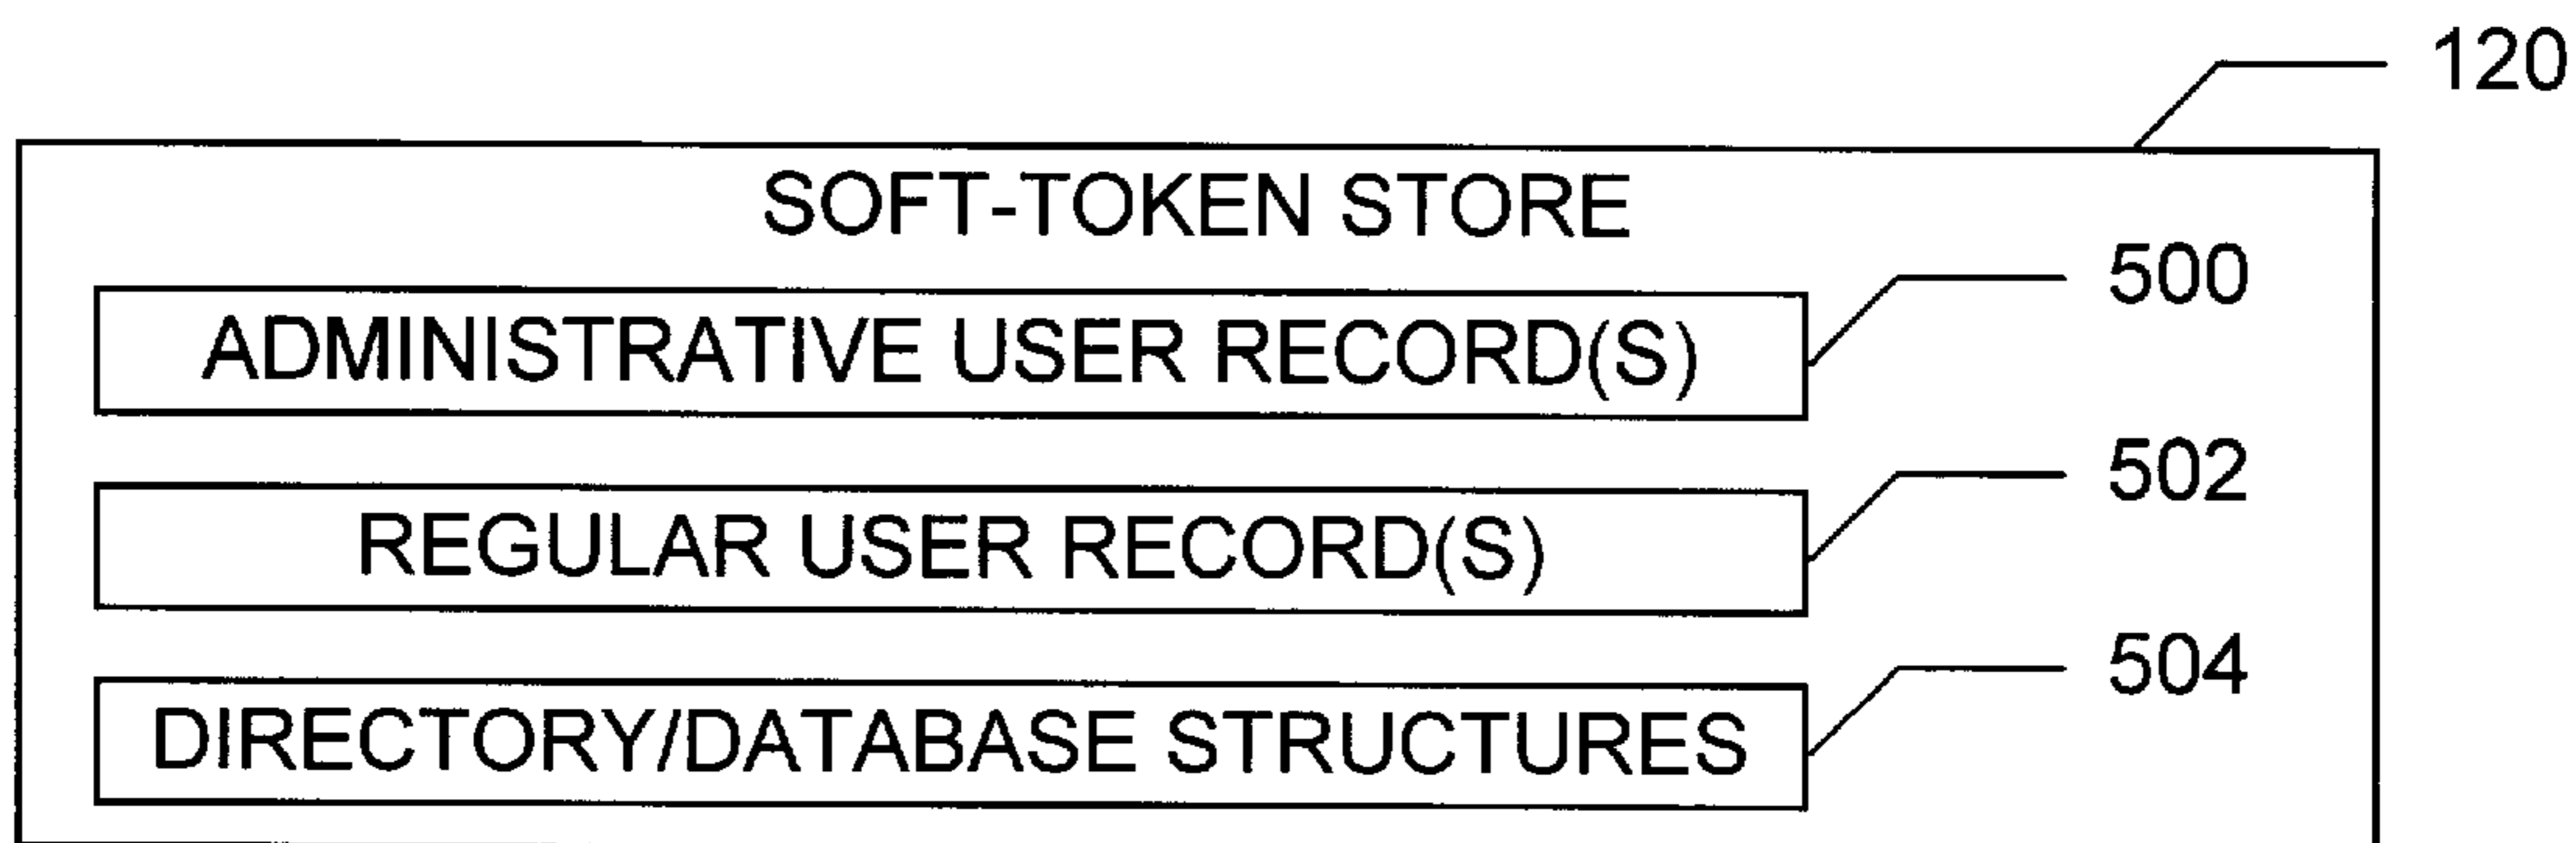 120
SOFT-TOKEN STORE
500
ADMINISTRATIVE USER RECORD(S)
502
REGULAR USER RECORD(S)
504
DIRECTORY/DATABASE STRUCTURES